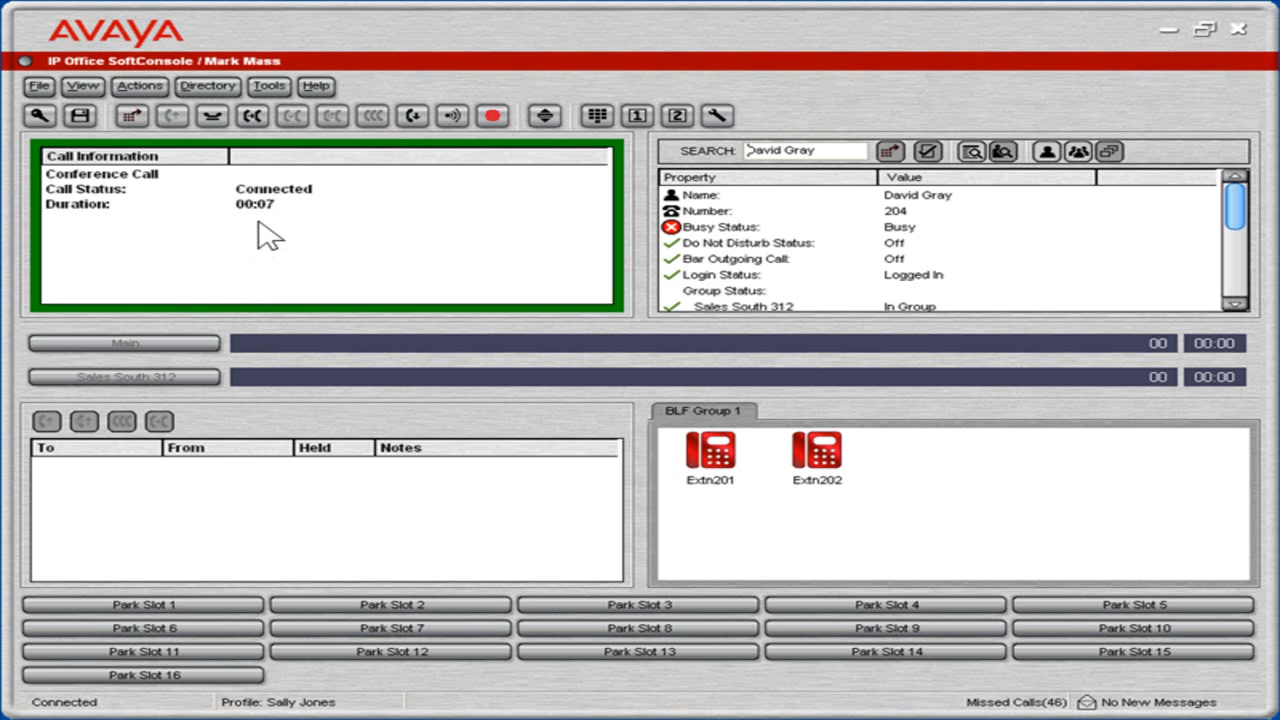 AVAYA
IP Office SoftConsole / Mark Mass
File View Actions Directory Tools Help
1 2
Call Information
Conference Call
Call Status: Connected
Duration: 00:07
SEARCH: David Gray
Property Value
Name: David Gray
Number: 204
Busy Status: Busy
Do Not Disturb Status: Off
Bar Outgoing Call: Off
Login Status: Logged In
Group Status:
Sales South 312 In Group
Main 00 00:00
Sales South 312 00 00:00
To From Held Notes
BLF Group 1
Extn201 Extn202
Park Slot 1 Park Slot 2 Park Slot 3 Park Slot 4 Park Slot 5
Park Slot 6 Park Slot 7 Park Slot 8 Park Slot 9 Park Slot 10
Park Slot 11 Park Slot 12 Park Slot 13 Park Slot 14 Park Slot 15
Park Slot 16
Connected Profile: Sally Jones Missed Calls(46) No New Messages